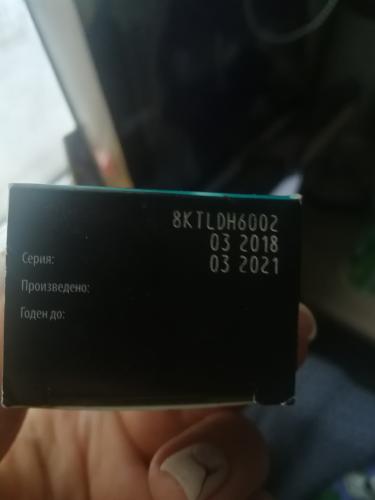 8KTLDH6002
03 2018
03 2021
Серия:
Произведено:
Годен до: